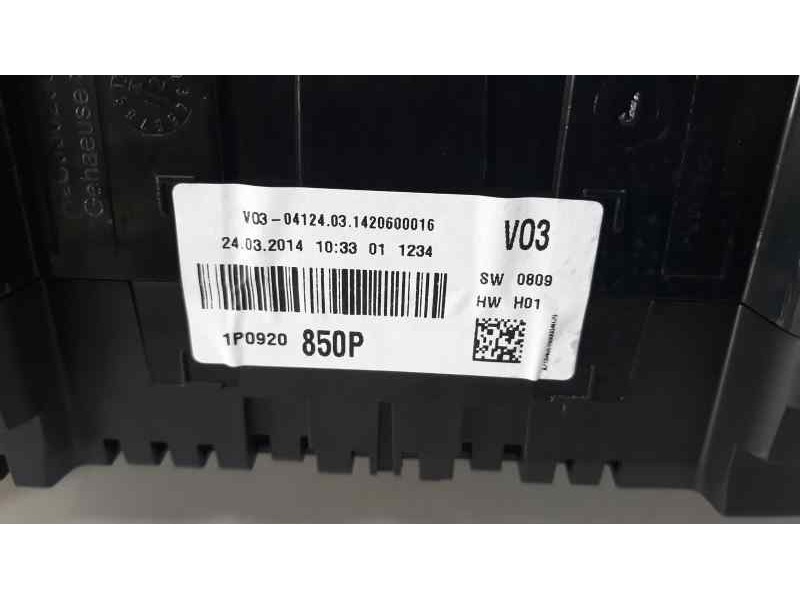 Gehaeuse
V03-04124.03.1420600016
V03
24.03.2014 10:33 01 1234
SW 0809
HW H01
1P0920 850P